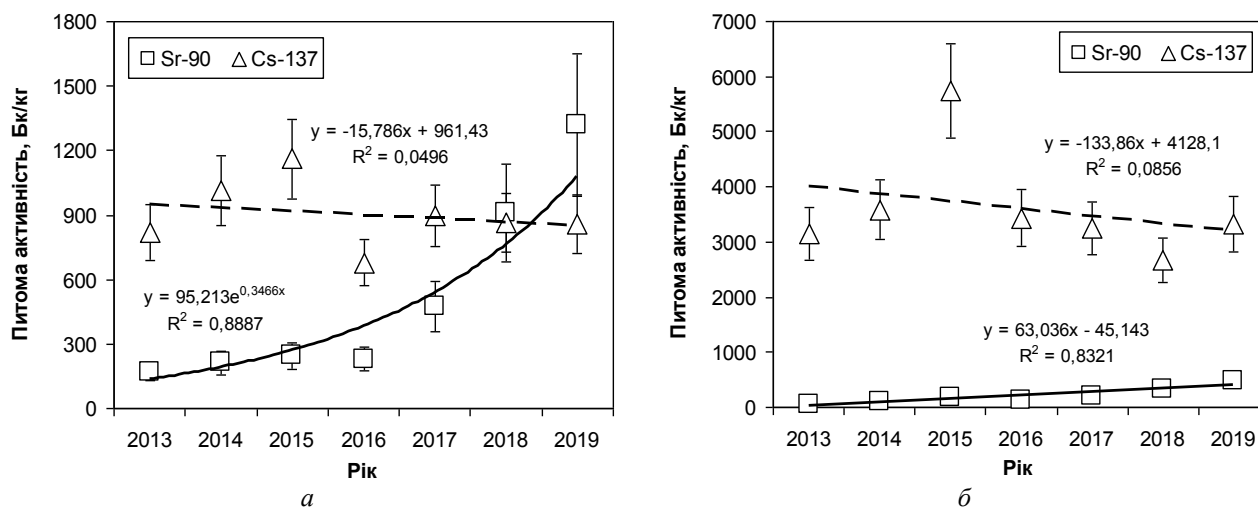 Питома активність, Бк/кг
1800
1500
1200
900
600
300
0
Sr-90 Cs-137
y = -15,786x + 961,43
R² = 0,0496
y = 95,213e^0,3466x
R² = 0,8887
2013 2014 2015 2016 2017 2018 2019
Рік
а
Питома активність, Бк/кг
7000
6000
5000
4000
3000
2000
1000
0
Sr-90 Cs-137
y = -133,86x + 4128,1
R² = 0,0856
y = 63,036x - 45,143
R² = 0,8321
2013 2014 2015 2016 2017 2018 2019
Рік
б